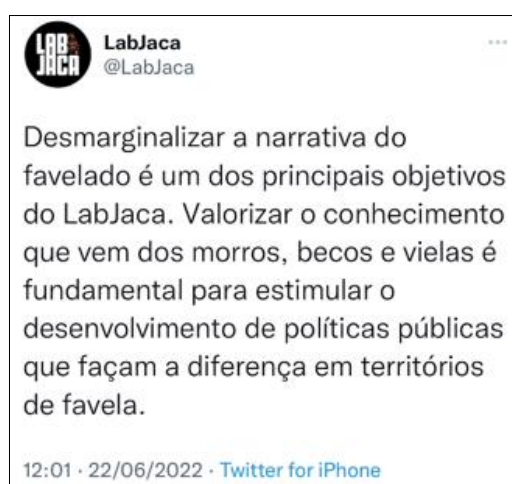 LAB
JACA
LabJaca
@LabJaca
Desmarginalizar a narrativa do
favelado é um dos principais objetivos
do LabJaca. Valorizar o conhecimento
que vem dos morros, becos e vielas é
fundamental para estimular o
desenvolvimento de políticas públicas
que façam a diferença em territórios
de favela.
12:01 · 22/06/2022 · Twitter for iPhone